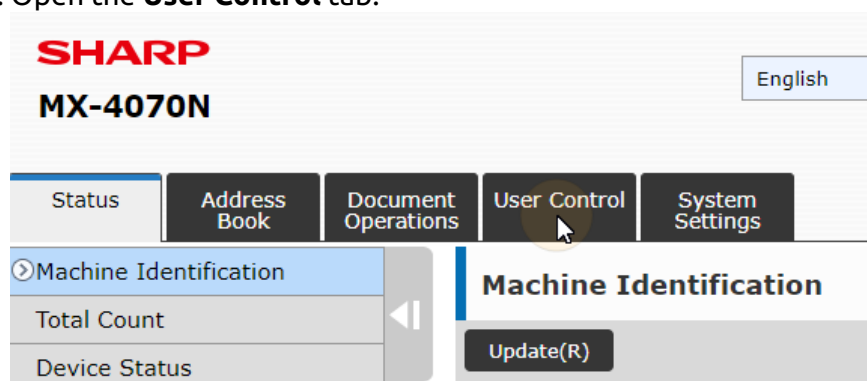 . Open the User Control tab.
SHARP
MX-4070N
English
Status
Address
Book
Document
Operations
User Control
System
Settings
Machine Identification
Total Count
Device Status
Machine Identification
Update(R)